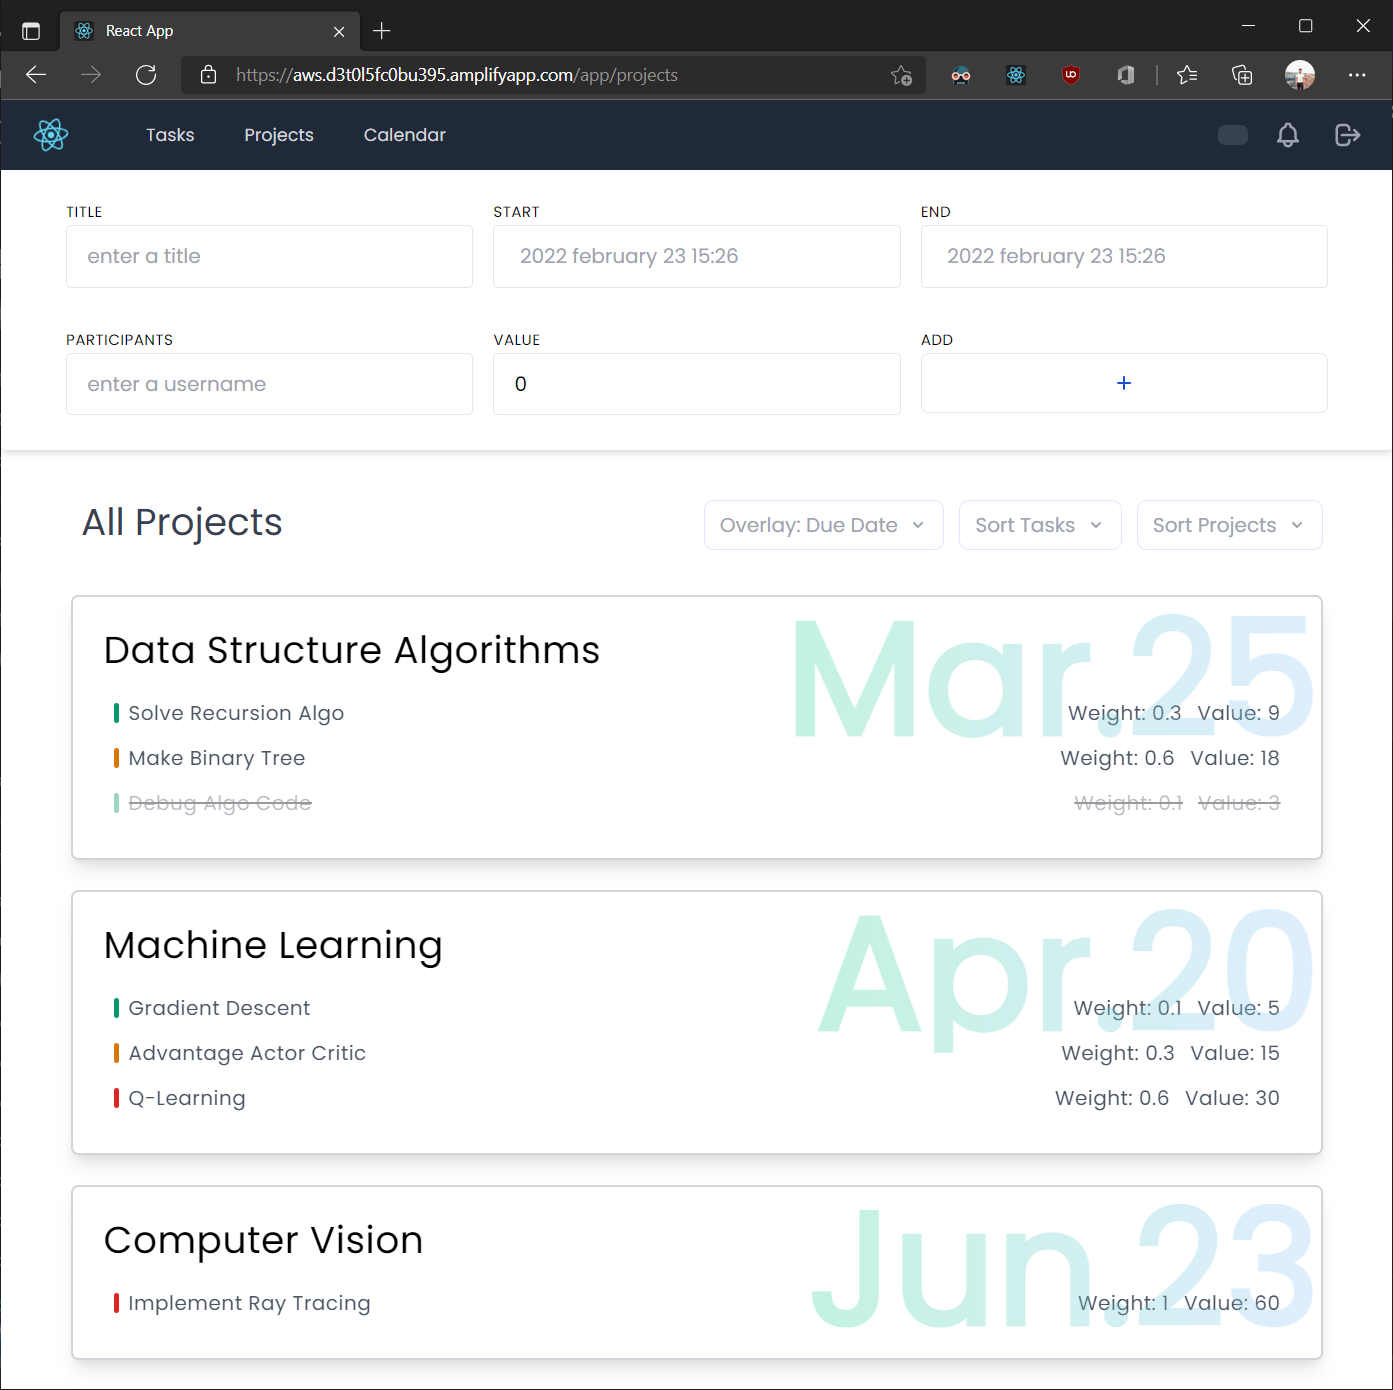 React App
https://aws.d3t0l5fc0bu395.amplifyapp.com/app/projects
Tasks Projects Calendar
TITLE START END
enter a title 2022 february 23 15:26 2022 february 23 15:26
PARTICIPANTS VALUE ADD
enter a username 0 +
All Projects Overlay: Due Date Sort Tasks Sort Projects
Data Structure Algorithms Mar.25
Solve Recursion Algo Weight: 0.3 Value: 9
Make Binary Tree Weight: 0.6 Value: 18
Debug Algo Code Weight: 0.1 Value: 3
Machine Learning Apr.20
Gradient Descent Weight: 0.1 Value: 5
Advantage Actor Critic Weight: 0.3 Value: 15
Q-Learning Weight: 0.6 Value: 30
Computer Vision Jun.23
Implement Ray Tracing Weight: 1 Value: 60